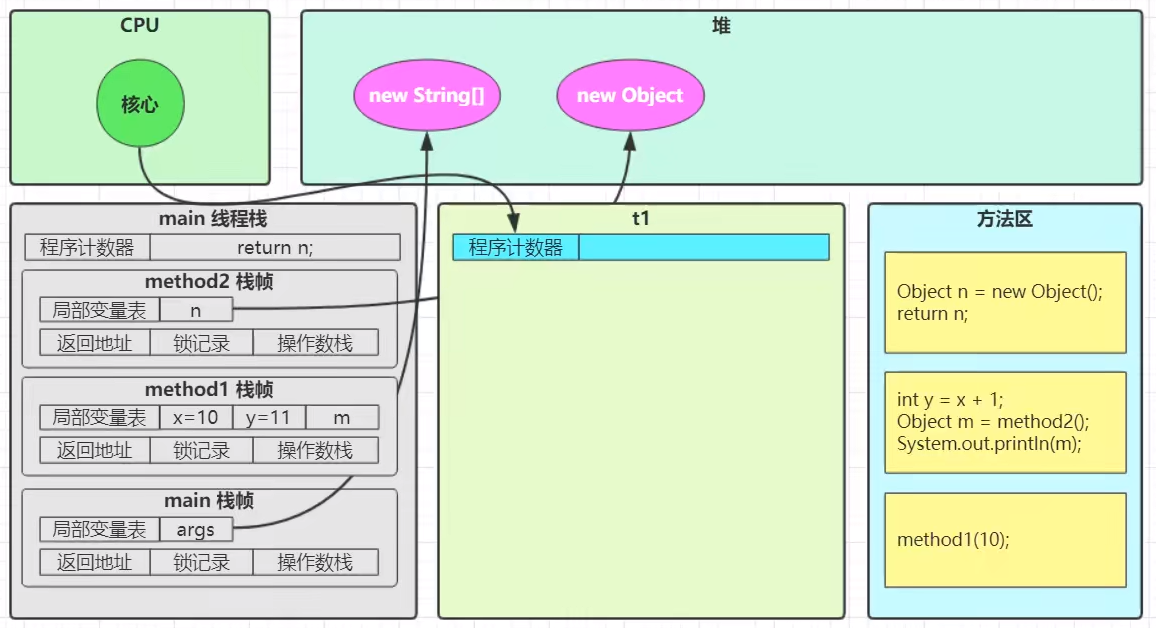 CPU
核心
堆
new String[]
new Object
main 线程栈
程序计数器
return n;
method2 栈帧
局部变量表
n
返回地址
锁记录
操作数栈
method1 栈帧
局部变量表
x=10
y=11
m
返回地址
锁记录
操作数栈
main 栈帧
局部变量表
args
返回地址
锁记录
操作数栈
t1
程序计数器
方法区
Object n = new Object();
return n;
int y = x + 1;
Object m = method2();
System.out.println(m);
method1(10);